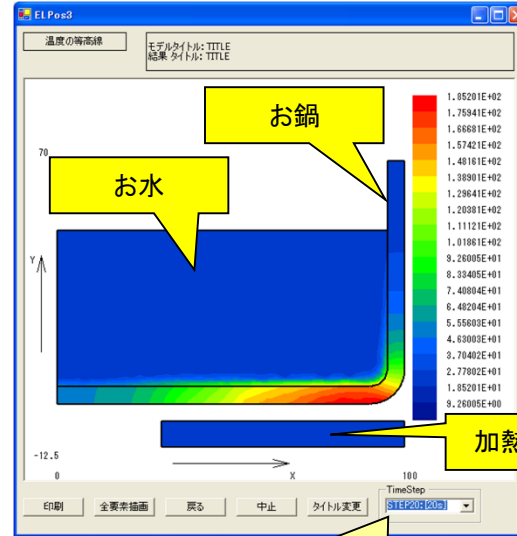 ELPos3
温度の等高線
モデルタイトル: TITLE
結果 タイトル: TITLE
お鍋
お水
70
Y
-12.5
0
X
100
1.85201E+02
1.75941E+02
1.66681E+02
1.57421E+02
1.48161E+02
1.38901E+02
1.29641E+02
1.20381E+02
1.11121E+02
1.01861E+02
9.26005E+01
8.33405E+01
7.40804E+01
6.48204E+01
5.55603E+01
4.63003E+01
3.70402E+01
2.77802E+01
1.85201E+01
9.26005E+00
加熱
印刷
全要素描画
戻る
中止
タイトル変更
TimeStep
STEP20:[20s]